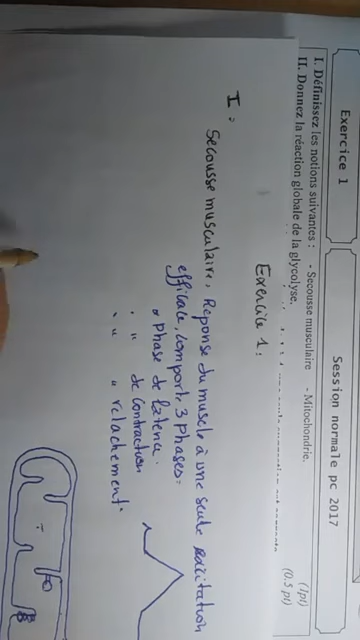 Exercice 1
Session normale pc 2017
I. Définissez les notions suivantes : - Secousse musculaire - Mitochondrie. (1pt)
II. Donnez la réaction globale de la glycolyse. (0.5 pt)
Exercice 1 :
I :
Secousse musculaire, Réponse du muscle à une seule excitation
efficace, comporte 3 phases :
* Phase de latence.
" " de Contraction
" " relachement